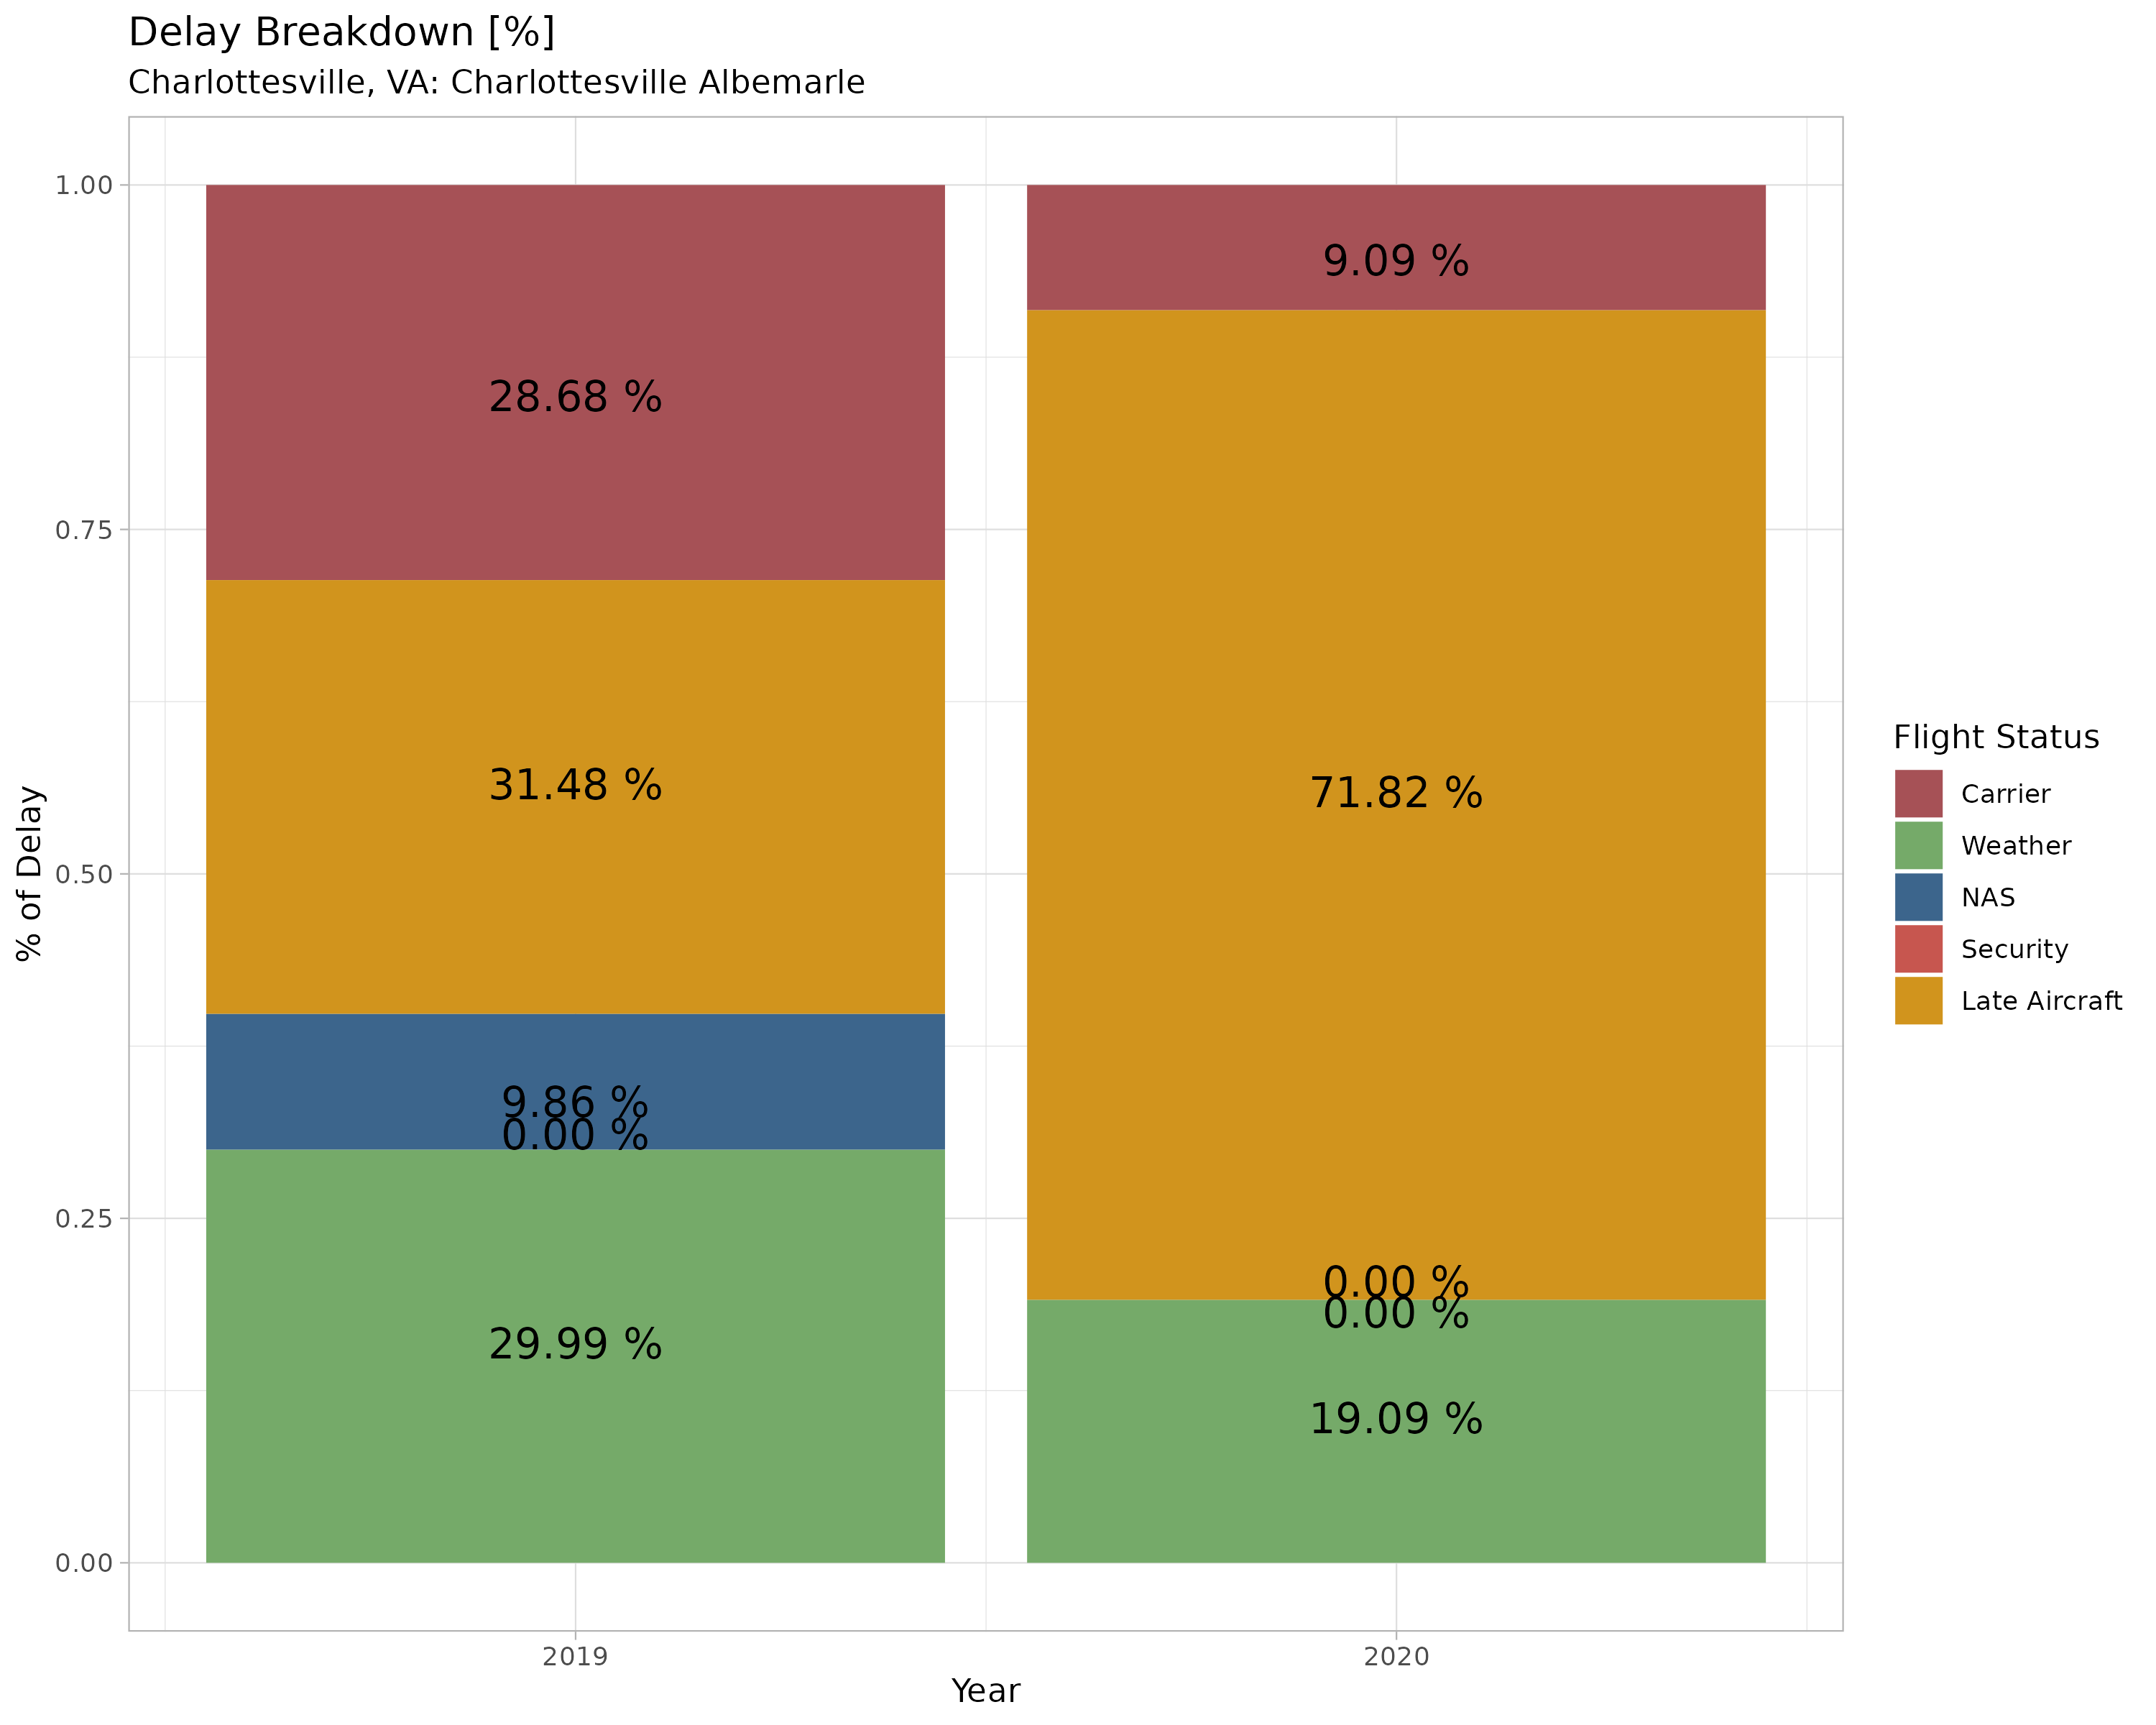 Delay Breakdown [%]
Charlottesville, VA: Charlottesville Albemarle
% of Delay
1.00
0.75
0.50
0.25
0.00
28.68 %
31.48 %
9.86 %
0.00 %
29.99 %
9.09 %
71.82 %
0.00 %
0.00 %
19.09 %
2019
2020
Year
Flight Status
Carrier
Weather
NAS
Security
Late Aircraft